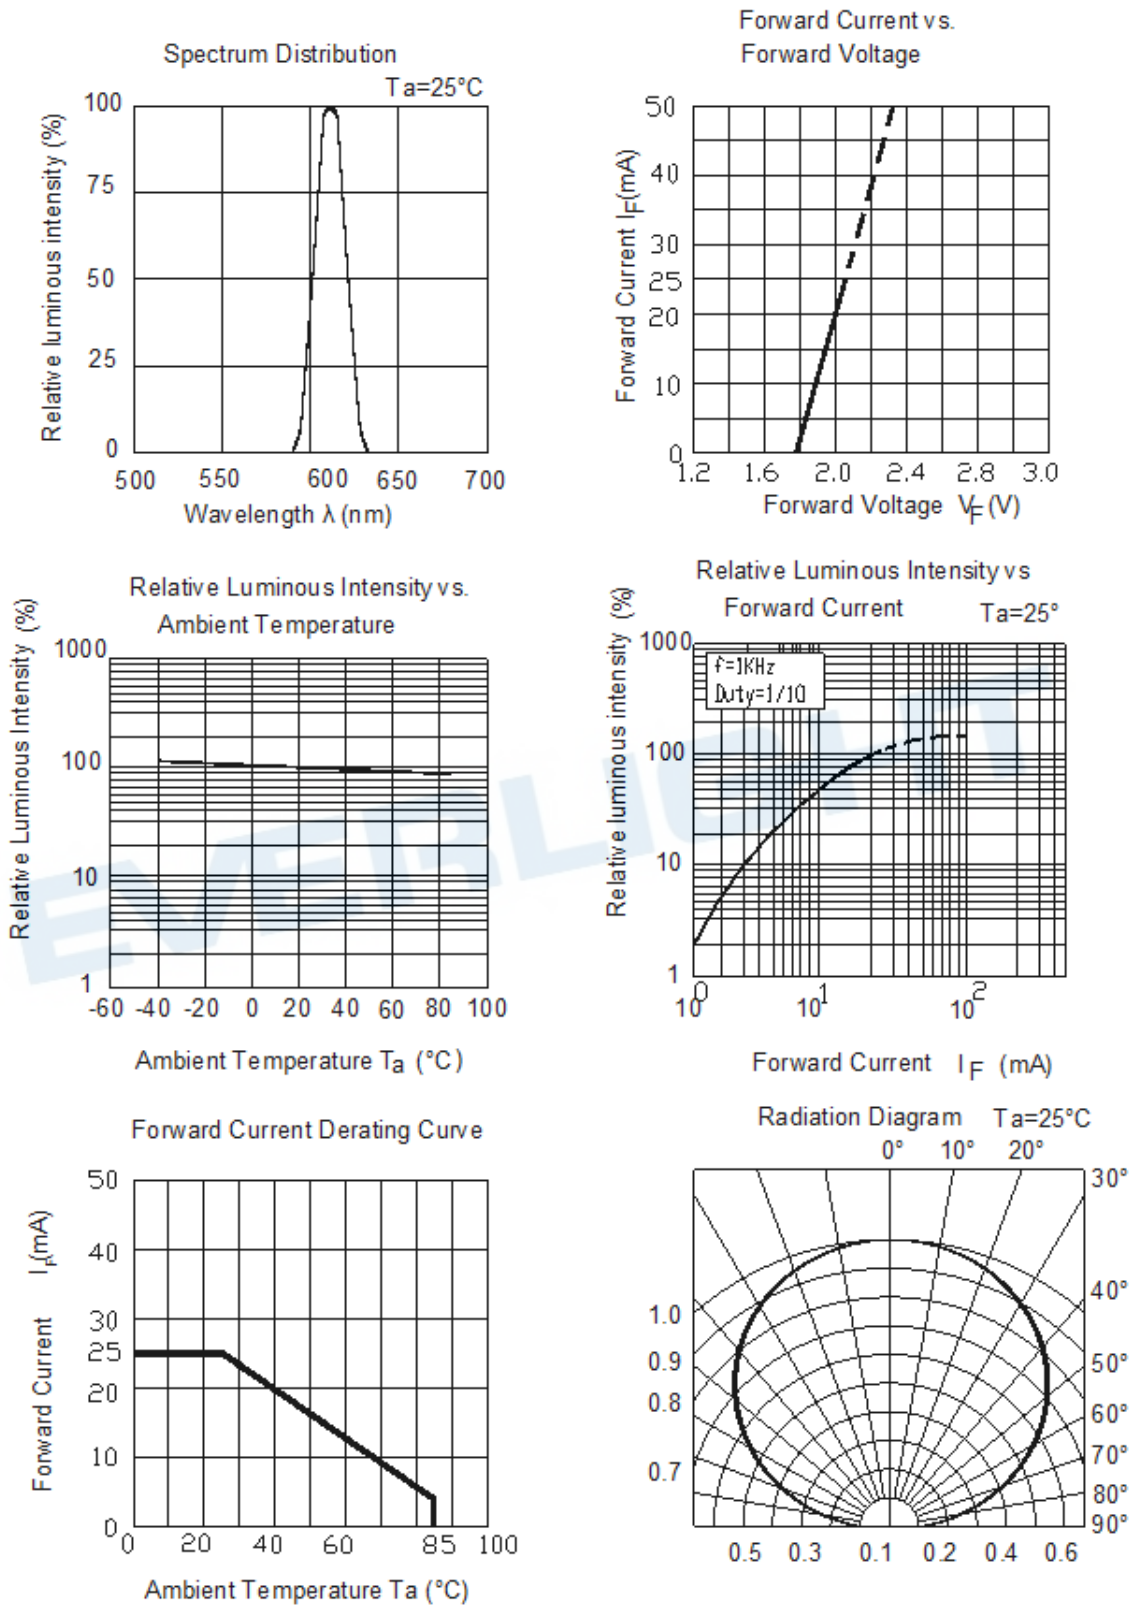 Spectrum Distribution
Ta=25°C
Relative luminous intensity (%)
100
75
50
25
0
500 550 600 650 700
Wavelength λ (nm)
Forward Current vs.
Forward Voltage
Forward Current IF(mA)
50
40
30
25
20
10
0
1.2 1.6 2.0 2.4 2.8 3.0
Forward Voltage VF (V)
Relative Luminous Intensity vs.
Ambient Temperature
Relative Luminous Intensity (%)
1000
100
10
1
-60 -40 -20 0 20 40 60 80 100
Ambient Temperature Ta (°C)
Relative Luminous Intensity vs
Forward Current
Ta=25°
Relative luminous intensity (%)
f=1KHz
Duty=1/10
1000
100
10
1
10^0 10^1 10^2
Forward Current IF (mA)
EVERLIGHT
Forward Current Derating Curve
Forward Current IF(mA)
50
40
30
25
20
10
0
0 20 40 60 85 100
Ambient Temperature Ta (°C)
Radiation Diagram Ta=25°C
0° 10° 20°
30°
40°
50°
60°
70°
80°
90°
1.0
0.9
0.8
0.7
0.5 0.3 0.1 0.2 0.4 0.6